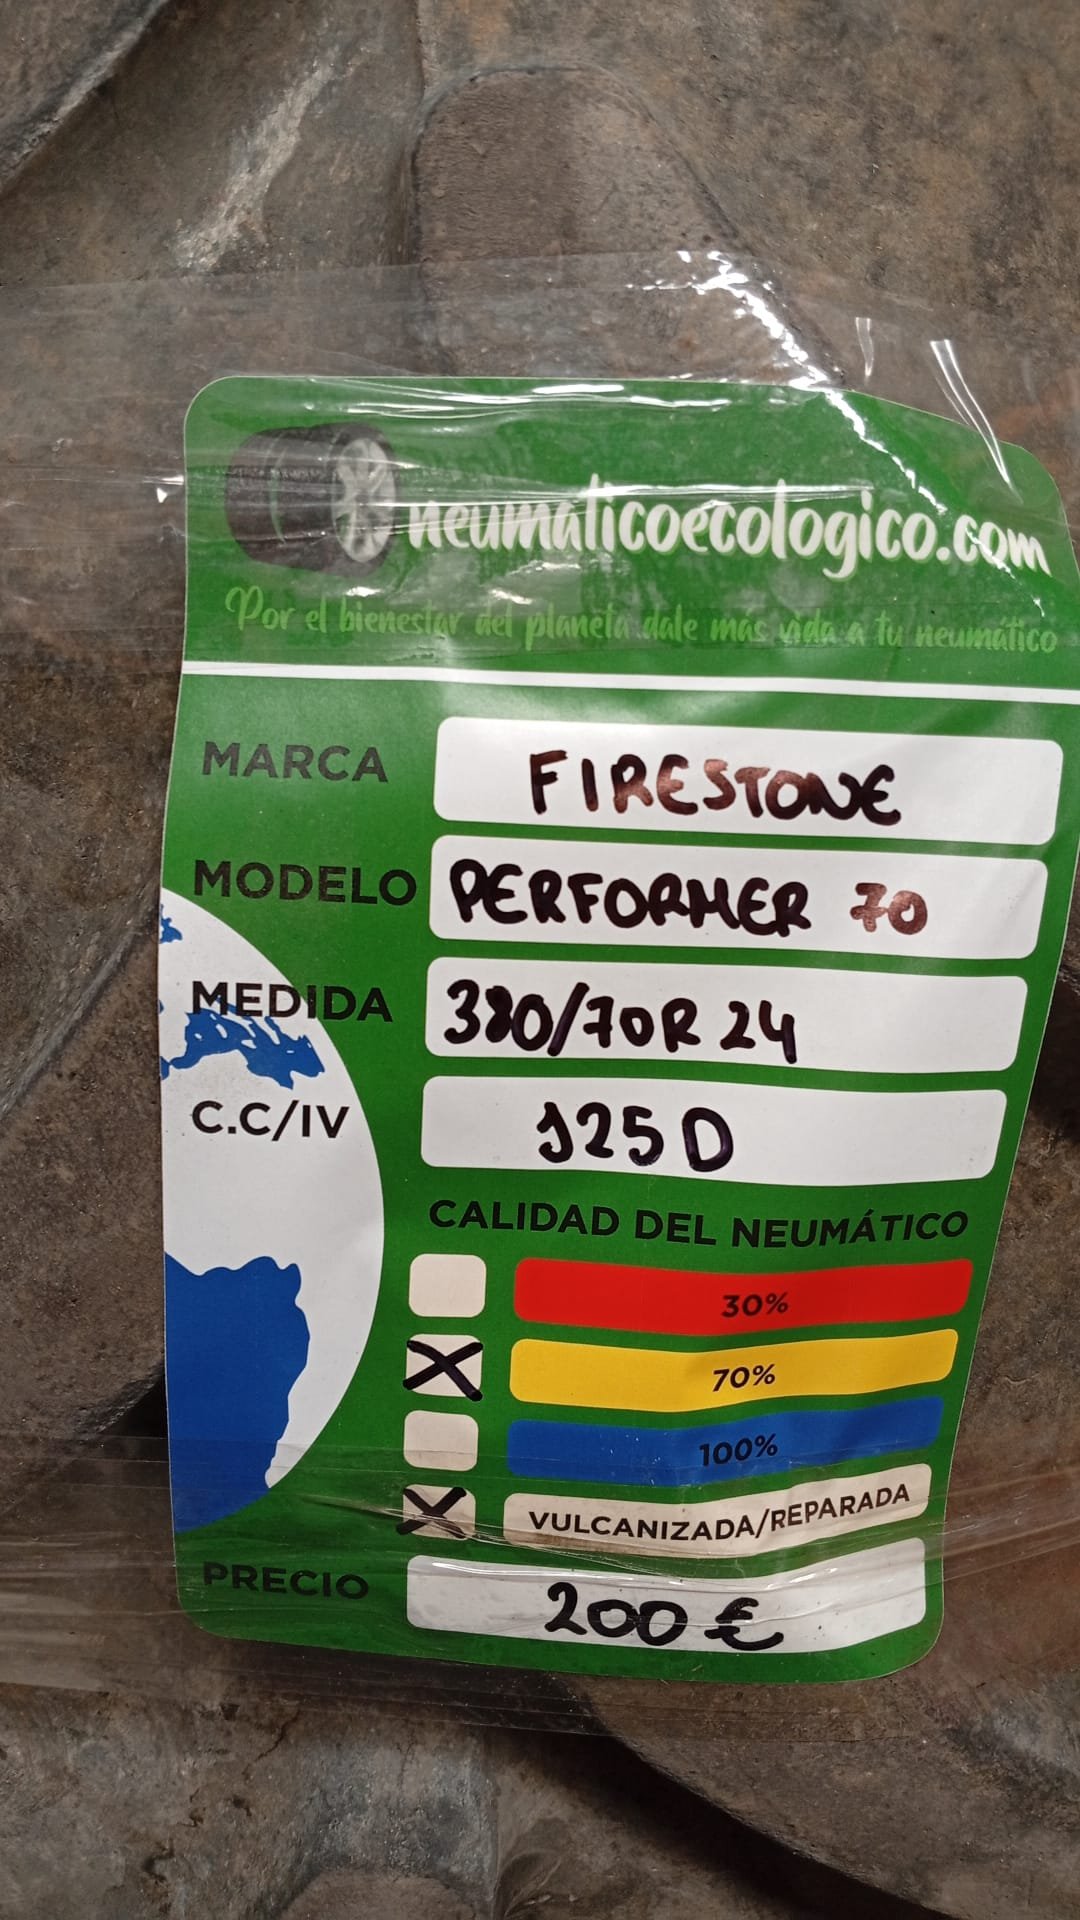 neumaticoecologico.com
Por el bienestar del planeta dale más vida a tu neumático
MARCA FIRESTONE
MODELO PERFORMER 70
MEDIDA 380/70R 24
C.C/IV 125 D
CALIDAD DEL NEUMÁTICO
30%
X 70%
100%
X VULCANIZADA/REPARADA
PRECIO 200 €